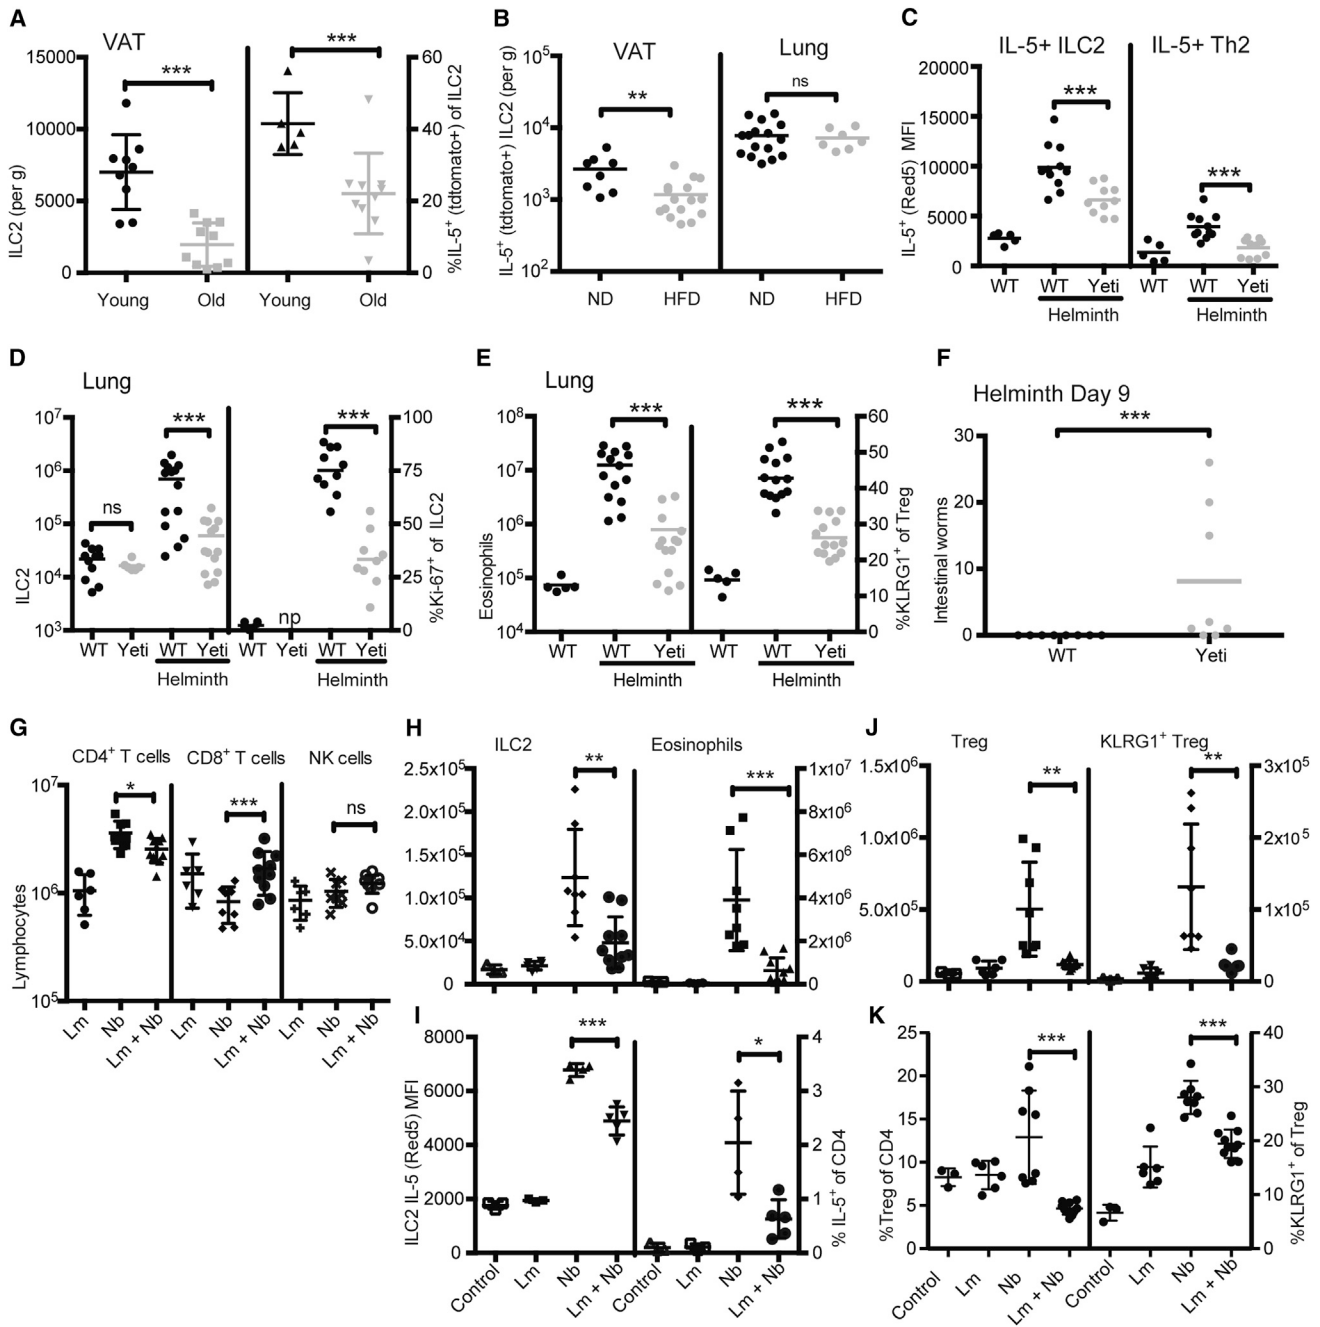 A
VAT
***
***
ILC2 (per g)
15000
10000
5000
0
60
40
20
0
%IL-5+ (tdtomato+) of ILC2
Young
Old
Young
Old
B
VAT
Lung
**
ns
IL-5+ (tdtomato+) ILC2 (per g)
10^5
10^4
10^3
10^2
ND
HFD
ND
HFD
C
IL-5+ ILC2
IL-5+ Th2
***
***
IL-5+ (Red5) MFI
20000
15000
10000
5000
0
WT
WT
Yeti
WT
WT
Yeti
Helminth
Helminth
D
Lung
ns
***
***
np
ILC2
10^7
10^6
10^5
10^4
10^3
100
75
50
25
0
%Ki-67+ of ILC2
WT
Yeti
WT
Yeti
WT
Yeti
WT
Yeti
Helminth
Helminth
E
Lung
***
***
Eosinophils
10^8
10^7
10^6
10^5
10^4
60
50
40
30
20
10
0
%KLRG1+ of Treg
WT
WT
Yeti
WT
WT
Yeti
Helminth
Helminth
F
Helminth Day 9
***
Intestinal worms
30
20
10
0
WT
Yeti
G
CD4+ T cells
CD8+ T cells
NK cells
*
***
ns
Lymphocytes
10^7
10^6
10^5
Lm
Nb
Lm + Nb
Lm
Nb
Lm + Nb
Lm
Nb
Lm + Nb
H
ILC2
Eosinophils
**
***
2.5x10^5
2.0x10^5
1.5x10^5
1.0x10^5
5.0x10^4
0
1x10^7
8x10^6
6x10^6
4x10^6
2x10^6
0
I
***
*
ILC2 IL-5 (Red5) MFI
8000
6000
4000
2000
0
4
3
2
1
0
% IL-5+ of CD4
Control
Lm
Nb
Lm + Nb
Control
Lm
Nb
Lm + Nb
J
Treg
KLRG1+ Treg
**
**
1.5x10^6
1.0x10^6
5.0x10^5
0
3x10^5
2x10^5
1x10^5
0
K
***
***
%Treg of CD4
25
20
15
10
5
0
40
30
20
10
0
%KLRG1+ of Treg
Control
Lm
Nb
Lm + Nb
Control
Lm
Nb
Lm + Nb